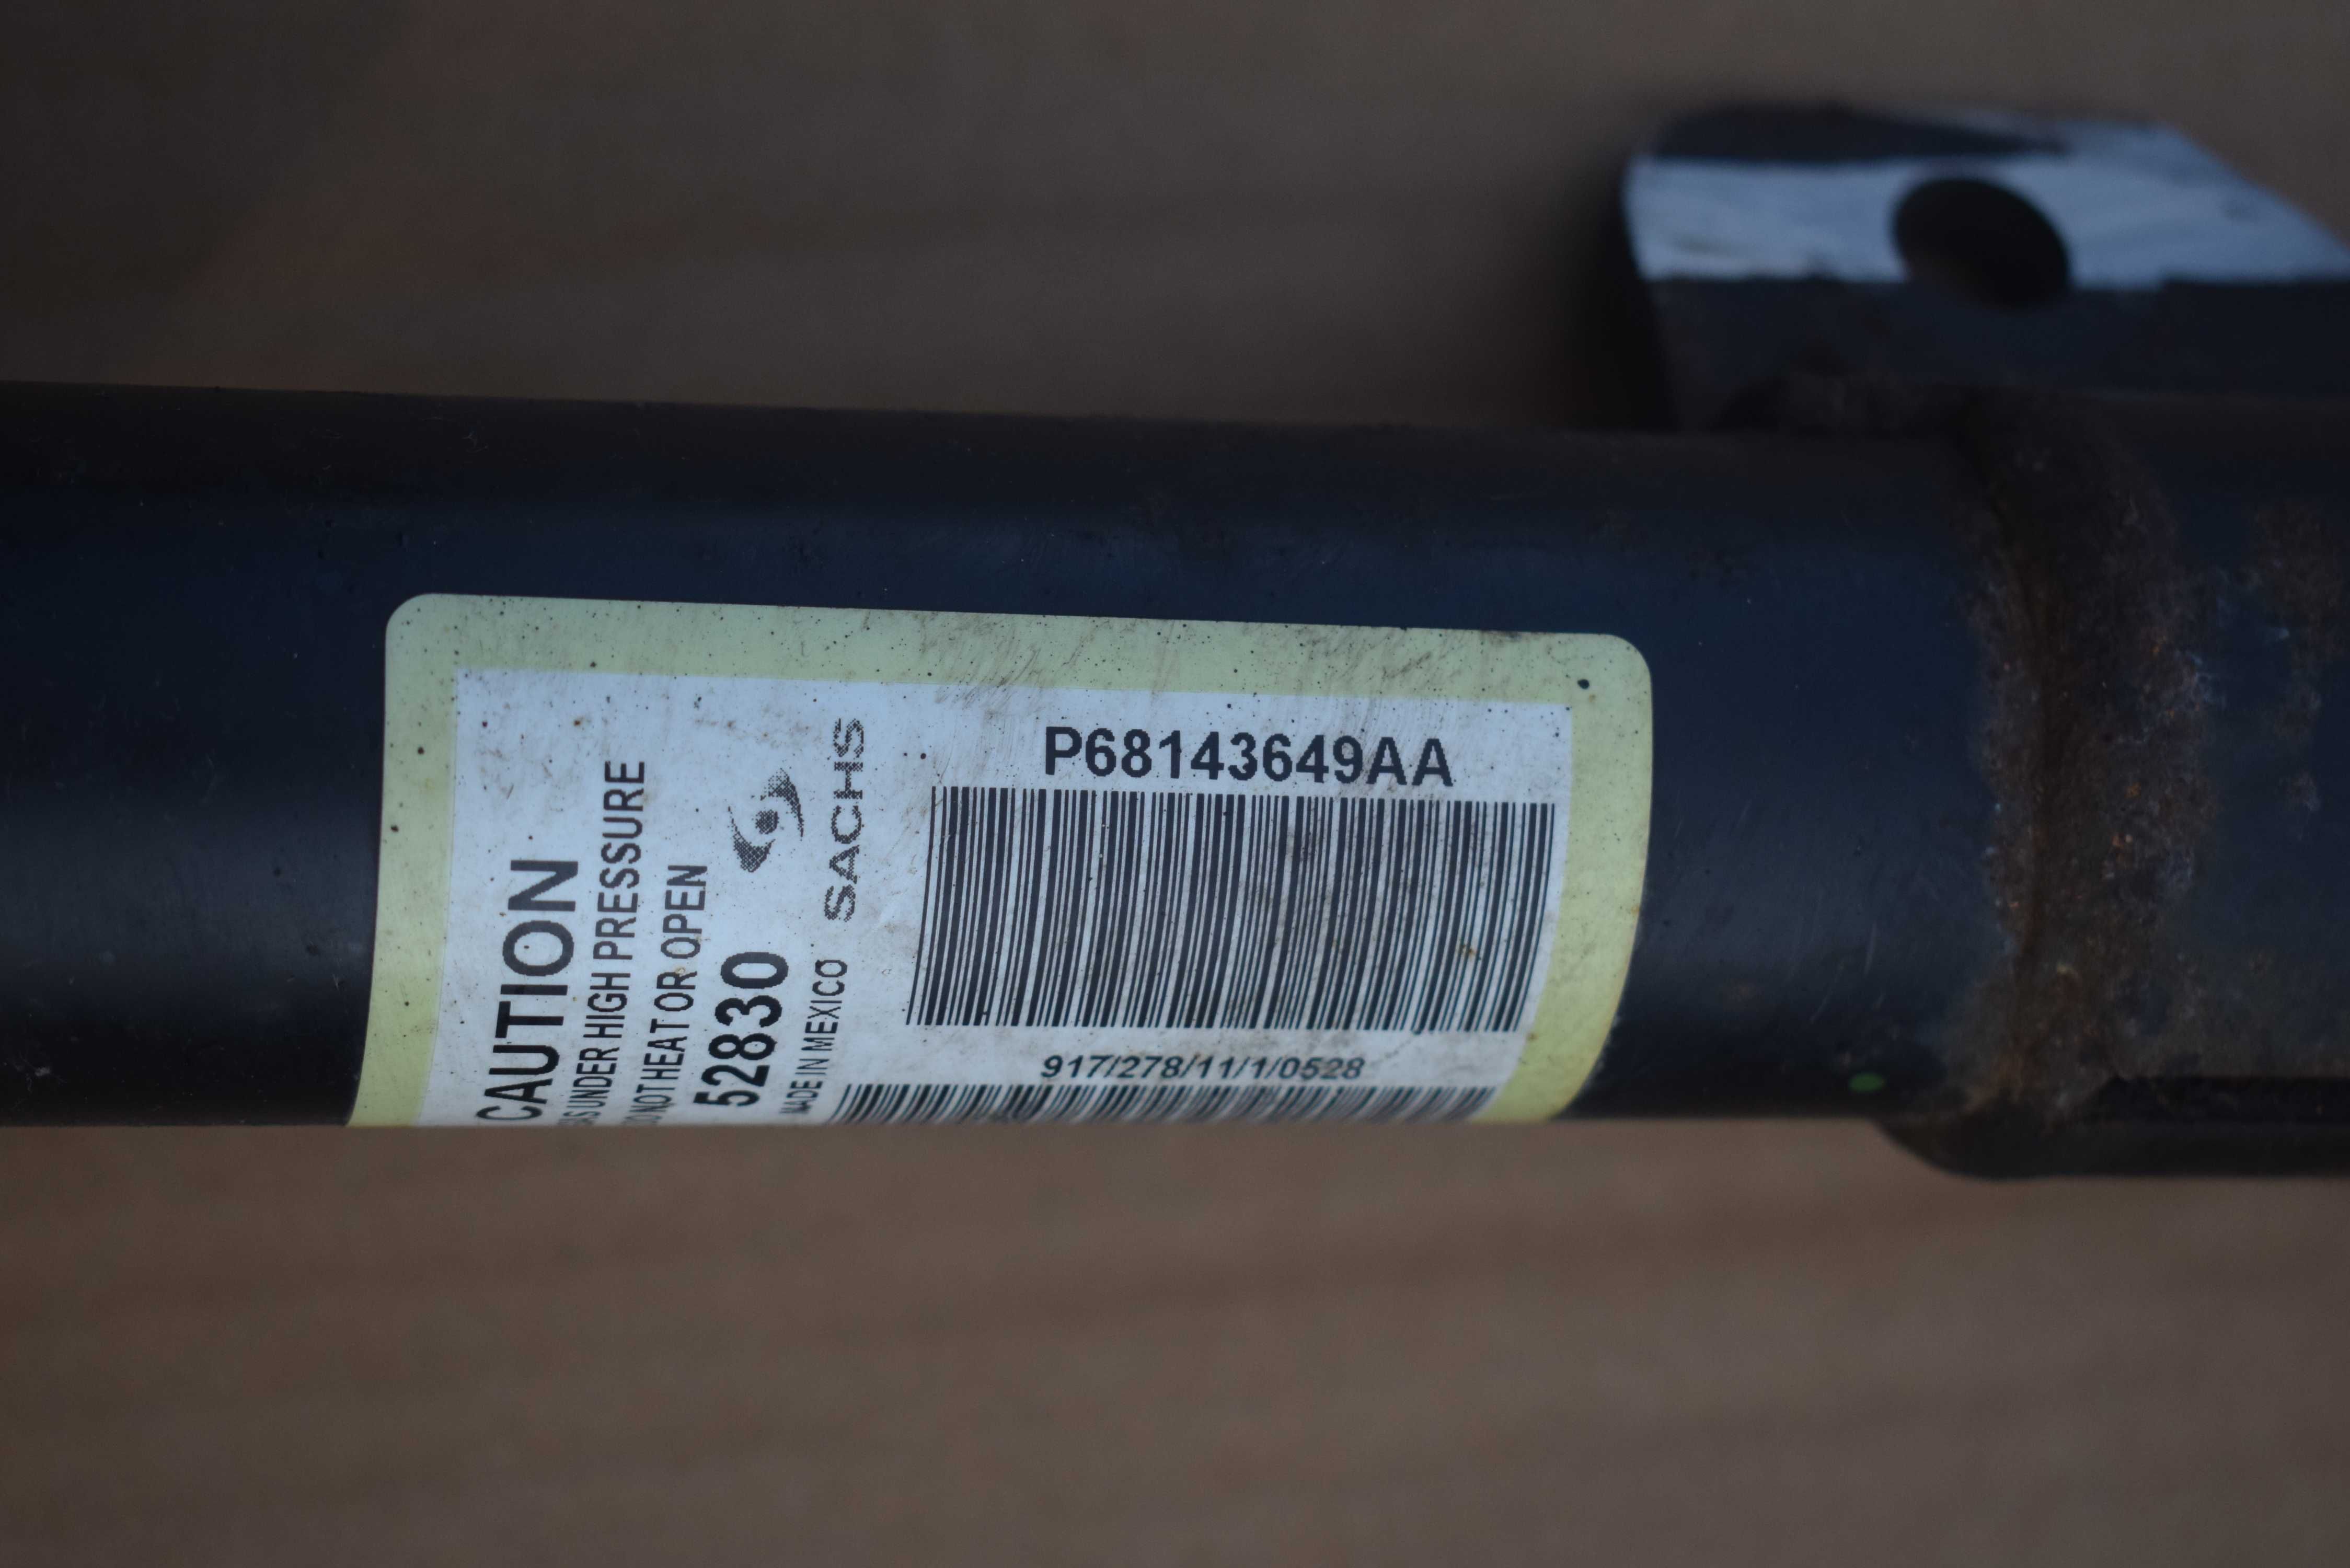 P68143649AA
917/278/11/1/0528
CAUTION
UNDER HIGH PRESSURE
NOT HEAT OR OPEN
52830
MADE IN MEXICO
SACHS